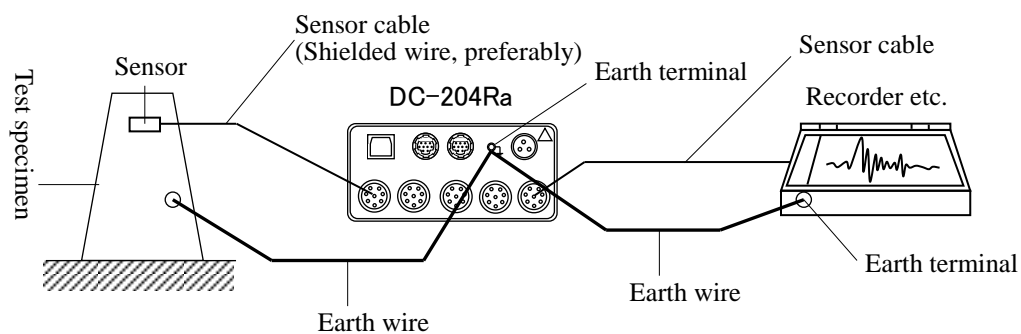 Sensor cable
(Shielded wire, preferably)
Sensor cable
Sensor
Earth terminal
DC-204Ra
Recorder etc.
Test specimen
Earth terminal
Earth wire
Earth wire